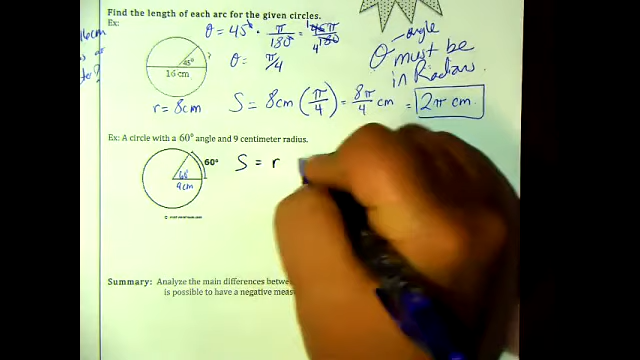 Find the length of each arc for the given circles.
Ex:
θ = 45° · π/180° = 45π/180
1
4
θ = π/4
45°
?
16 cm
r = 8cm
S = 8cm (π/4) = 8π/4 cm = 2π cm.
θ - angle
must be
in Radians.
16cm
Ex: A circle with a 60° angle and 9 centimeter radius.
60°
60°
9cm
S = r
Summary: Analyze the main differences
is possible to have a negative